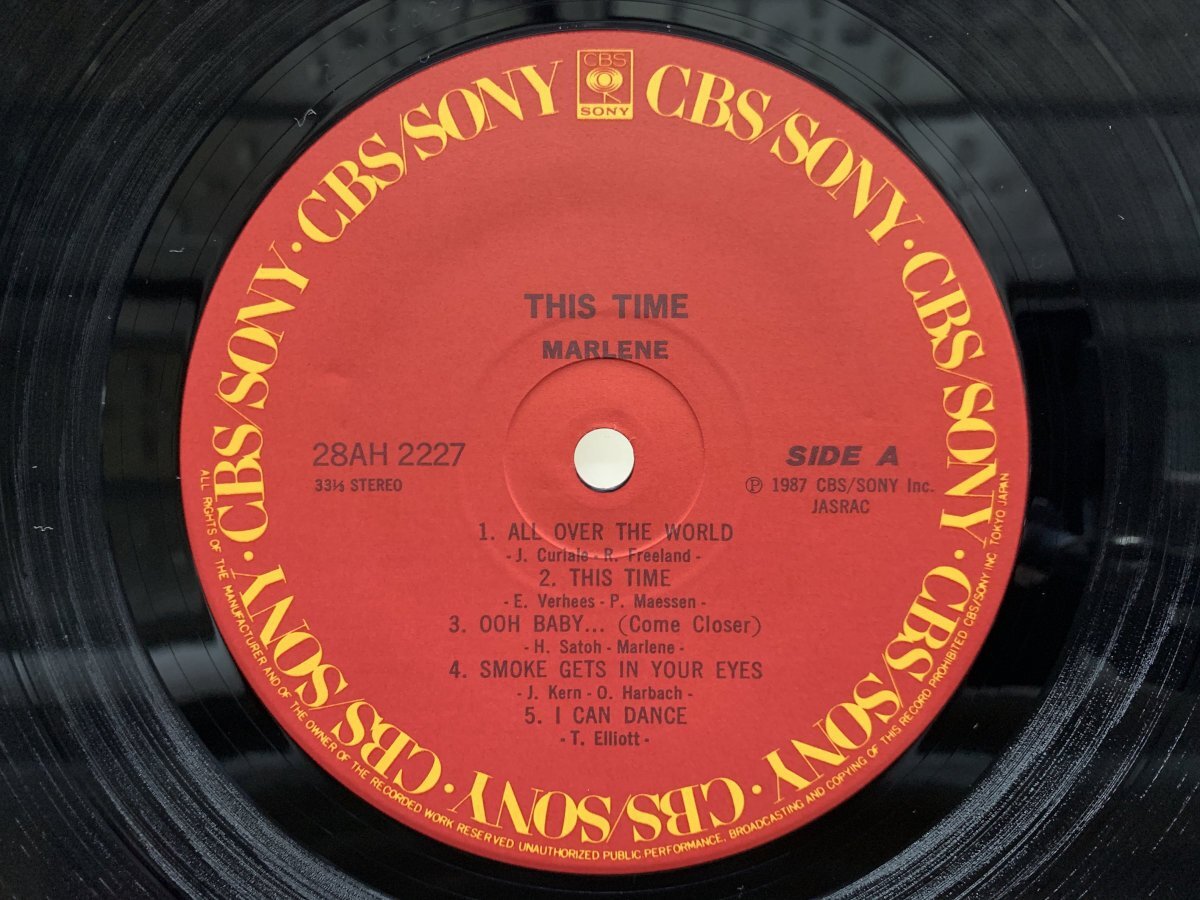 CBS
SONY
CBS/SONY · CBS/SONY · CBS/SONY · CBS/SONY · CBS/SONY · CBS/SONY · CBS/SONY · CBS/SONY · CBS/SONY
THIS TIME
MARLENE
28AH 2227
33⅓ STEREO
SIDE A
Ⓟ 1987 CBS/SONY Inc.
JASRAC
1. ALL OVER THE WORLD
- J. Curiale - R. Freeland -
2. THIS TIME
- E. Verhees - P. Maessen -
3. OOH BABY... (Come Closer)
- H. Satoh - Marlene -
4. SMOKE GETS IN YOUR EYES
- J. Kern - O. Harbach -
5. I CAN DANCE
- T. Elliott -
ALL RIGHTS OF THE MANUFACTURER AND OF THE OWNER OF THE RECORDED WORK RESERVED UNAUTHORIZED PUBLIC PERFORMANCE, BROADCASTING AND COPYING OF THIS RECORD PROHIBITED CBS/SONY INC. TOKYO JAPAN